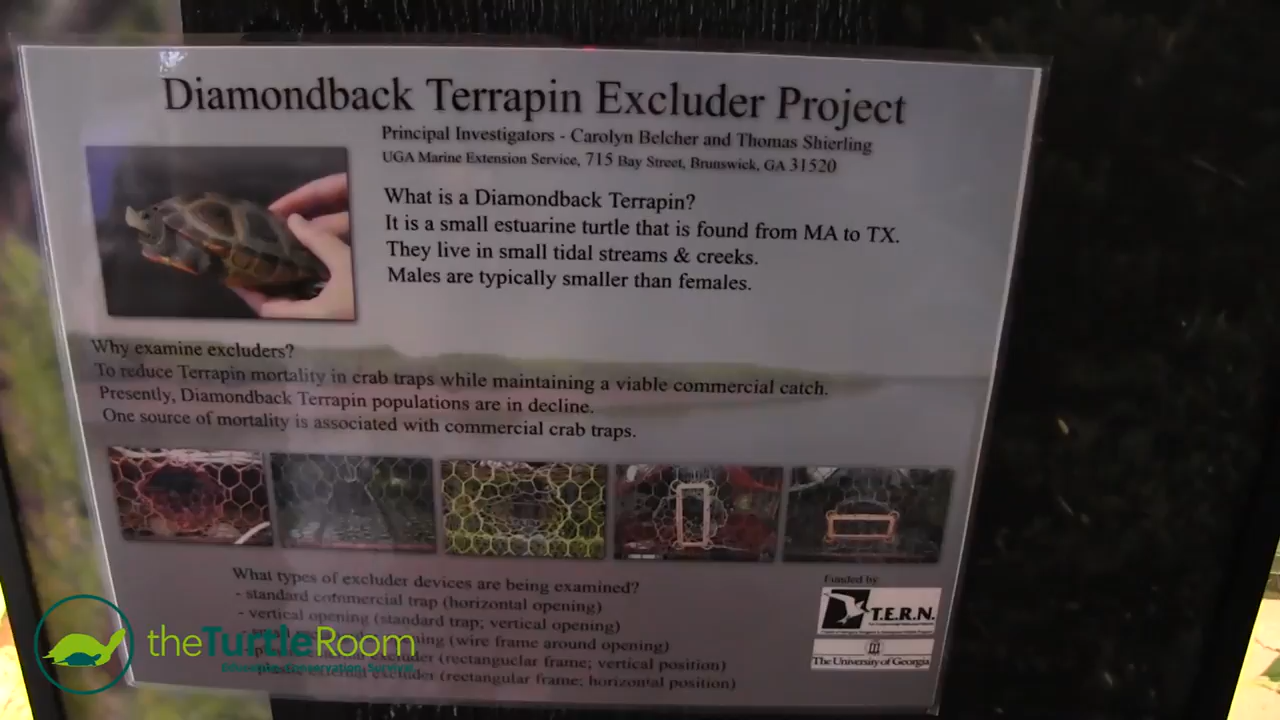 Diamondback Terrapin Excluder Project
Principal Investigators - Carolyn Belcher and Thomas Shierling
UGA Marine Extension Service, 715 Bay Street, Brunswick, GA 31520
What is a Diamondback Terrapin?
It is a small estuarine turtle that is found from MA to TX.
They live in small tidal streams & creeks.
Males are typically smaller than females.
Why examine excluders?
To reduce Terrapin mortality in crab traps while maintaining a viable commercial catch.
Presently, Diamondback Terrapin populations are in decline.
One source of mortality is associated with commercial crab traps.
What types of excluder devices are being examined?
- standard commercial trap (horizontal opening)
- vertical opening (standard trap; vertical opening)
(wire frame around opening)
excluder (rectanguclar frame; vertical position)
external excluder (rectangular frame; horizontal position)
Funded by
T.E.R.N.
The University of Georgia
theTurtleRoom
Education. Conservation. Survival.